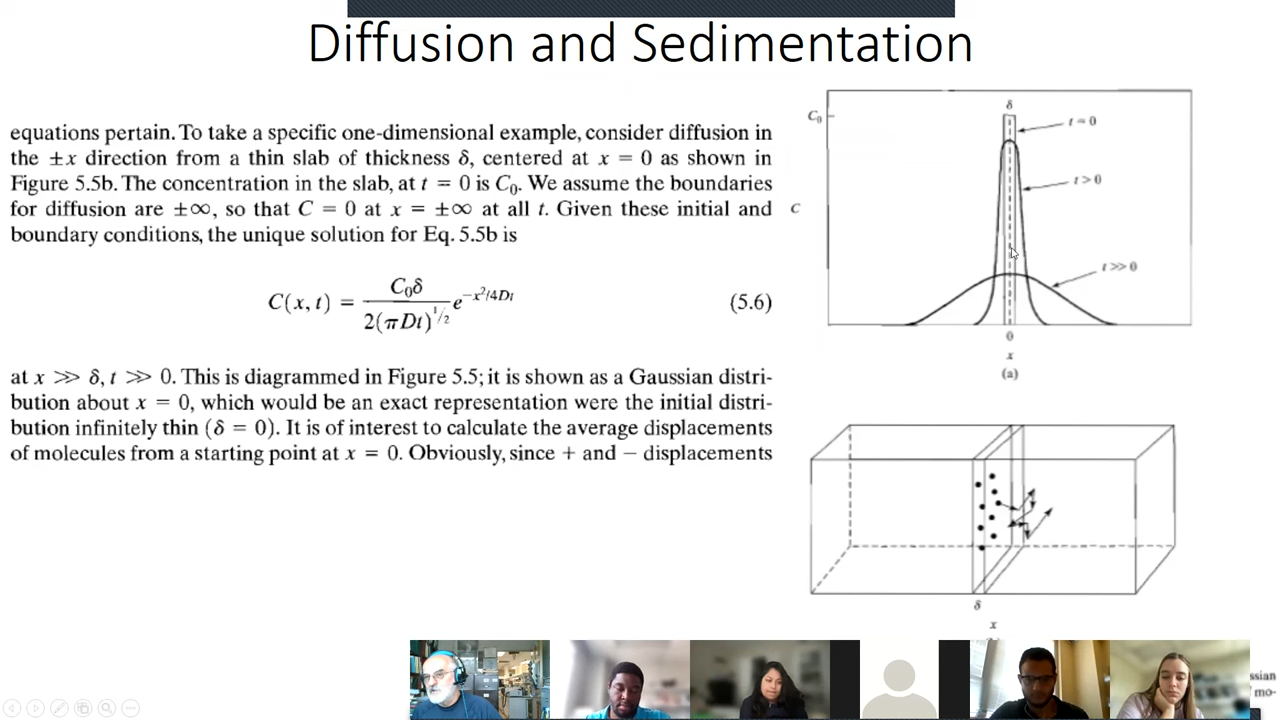 Diffusion and Sedimentation
equations pertain. To take a specific one-dimensional example, consider diffusion in
the ±x direction from a thin slab of thickness δ, centered at x = 0 as shown in
Figure 5.5b. The concentration in the slab, at t = 0 is C₀. We assume the boundaries
for diffusion are ±∞, so that C = 0 at x = ±∞ at all t. Given these initial and
boundary conditions, the unique solution for Eq. 5.5b is
C(x, t) = C₀δ / 2(πDt)^1/2 e^−x²/4Dt (5.6)
at x ≫ δ, t ≫ 0. This is diagrammed in Figure 5.5; it is shown as a Gaussian distri-
bution about x = 0, which would be an exact representation were the initial distri-
bution infinitely thin (δ = 0). It is of interest to calculate the average displacements
of molecules from a starting point at x = 0. Obviously, since + and − displacements
δ
C₀
t = 0
t > 0
C
t ≫ 0
0
x
(a)
δ
x
ssian
mo-